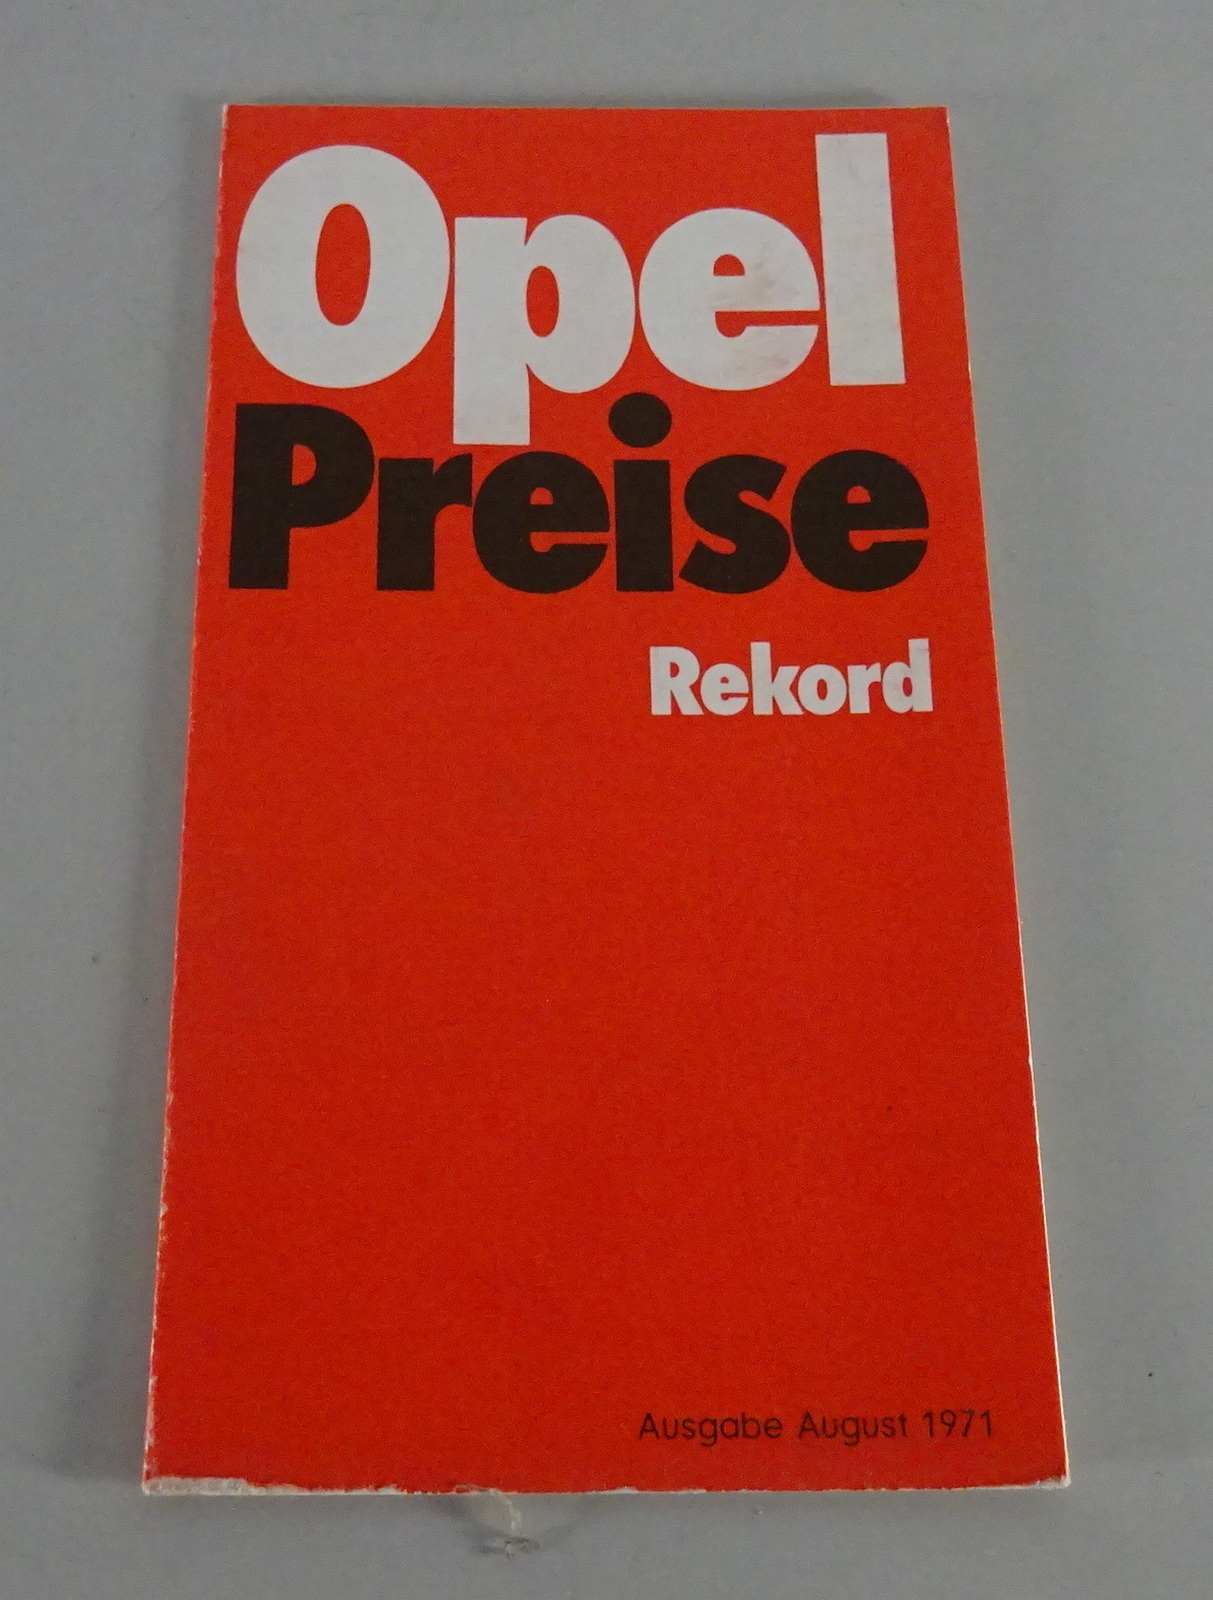 Opel
Preise
Rekord
Ausgabe August 1971